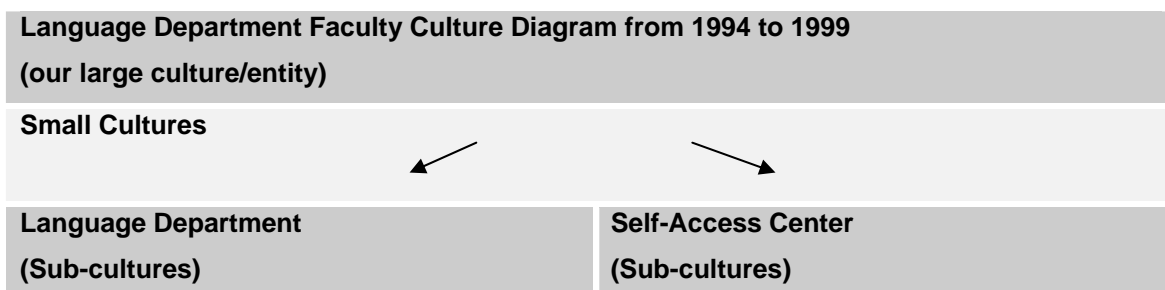 Language Department Faculty Culture Diagram from 1994 to 1999
(our large culture/entity)
Small Cultures
Language Department
(Sub-cultures)
Self-Access Center
(Sub-cultures)